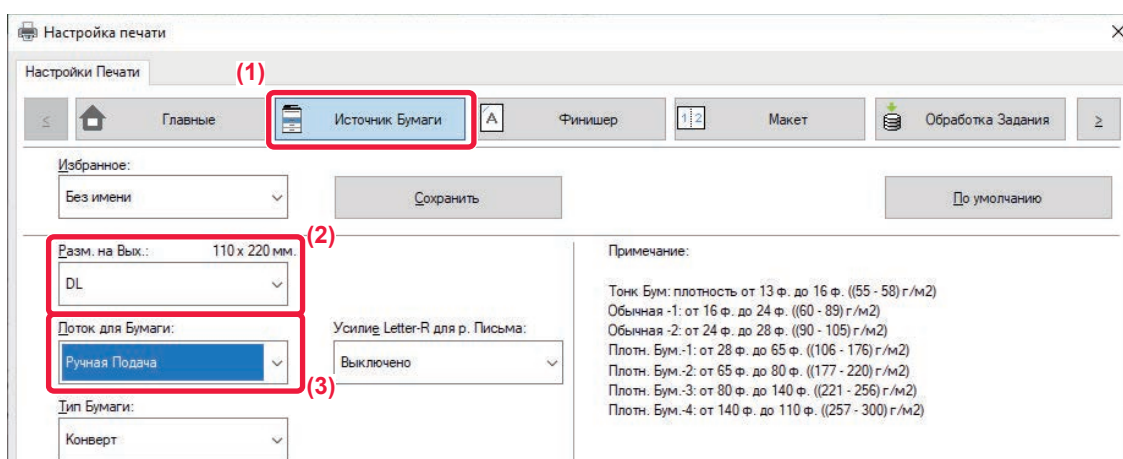 Настройка печати
Настройки Печати
(1)
≤ Главные Источник Бумаги A Финишер 1 2 Макет Обработка Задания ≥
Избранное:
Без имени Сохранить По умолчанию
(2)
Разм. на Вых.: 110 x 220 мм. Примечание:
DL
Тонк Бум: плотность от 13 ф. до 16 ф. ((55 - 58) г/м2)
Обычная -1: от 16 ф. до 24 ф. ((60 - 89) г/м2)
Лоток для Бумаги: Усилие Letter-R для р. Письма: Обычная -2: от 24 ф. до 28 ф. ((90 - 105) г/м2)
Ручная Подача Выключено Плотн. Бум.-1: от 28 ф. до 65 ф. ((106 - 176) г/м2)
Плотн. Бум.-2: от 65 ф. до 80 ф. ((177 - 220) г/м2)
(3)
Плотн. Бум.-3: от 80 ф. до 140 ф. ((221 - 256) г/м2)
Тип Бумаги: Плотн. Бум.-4: от 140 ф. до 110 ф. ((257 - 300) г/м2)
Конверт